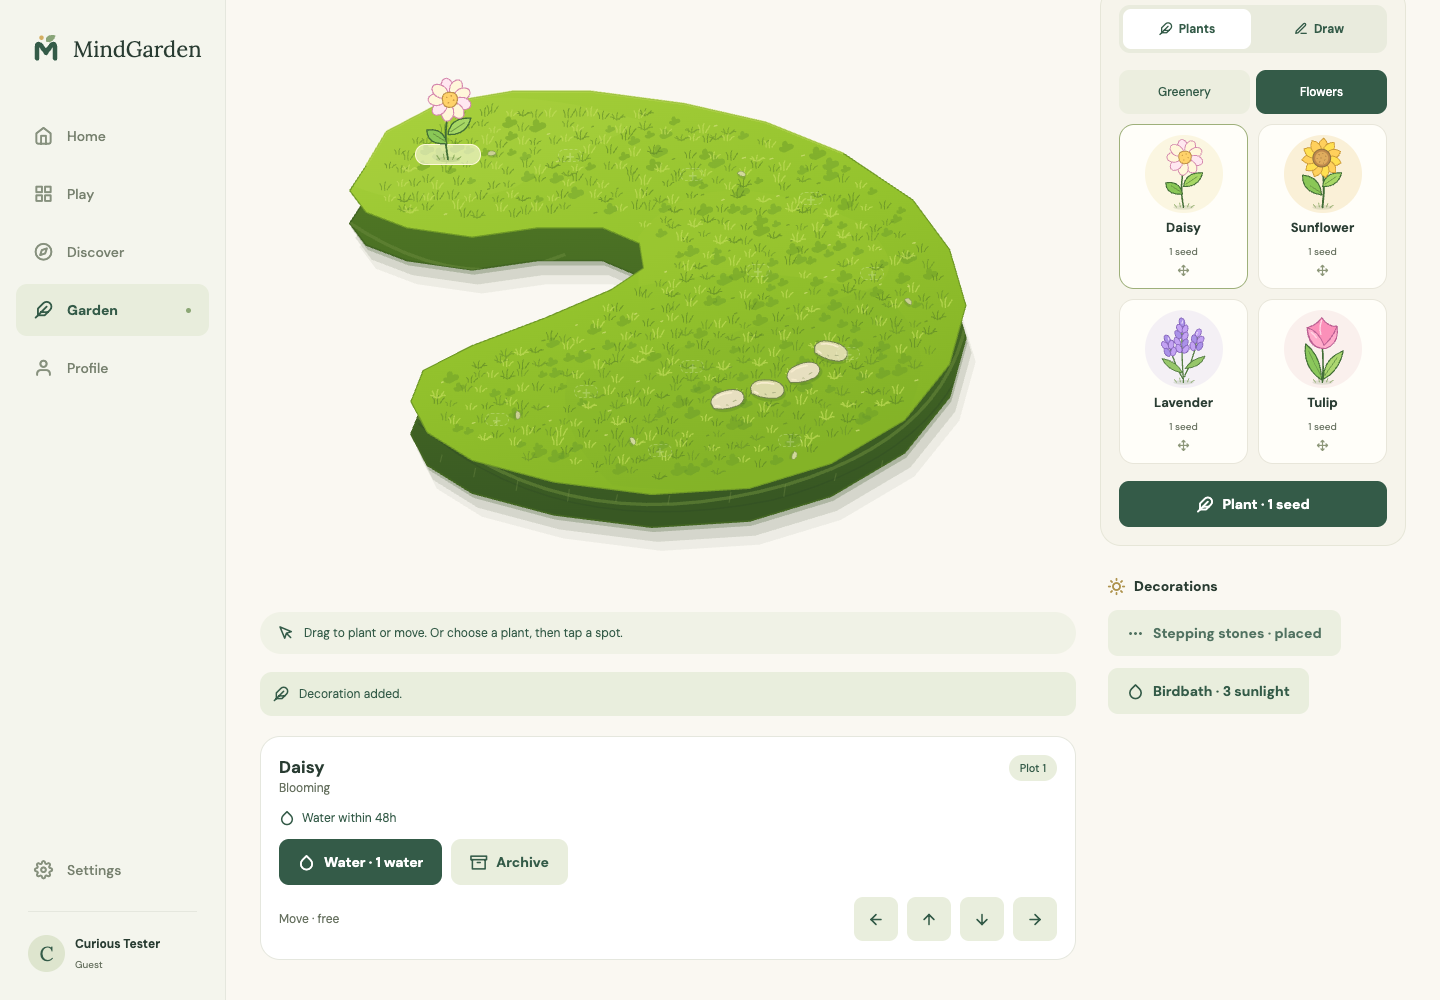 MindGarden
Home
Play
Discover
Garden
Profile
Settings
C
Curious Tester
Guest
Drag to plant or move. Or choose a plant, then tap a spot.
Decoration added.
Daisy
Plot 1
Blooming
Water within 48h
Water · 1 water
Archive
Move · free
Plants
Draw
Greenery
Flowers
Daisy
1 seed
Sunflower
1 seed
Lavender
1 seed
Tulip
1 seed
Plant · 1 seed
Decorations
Stepping stones · placed
Birdbath · 3 sunlight